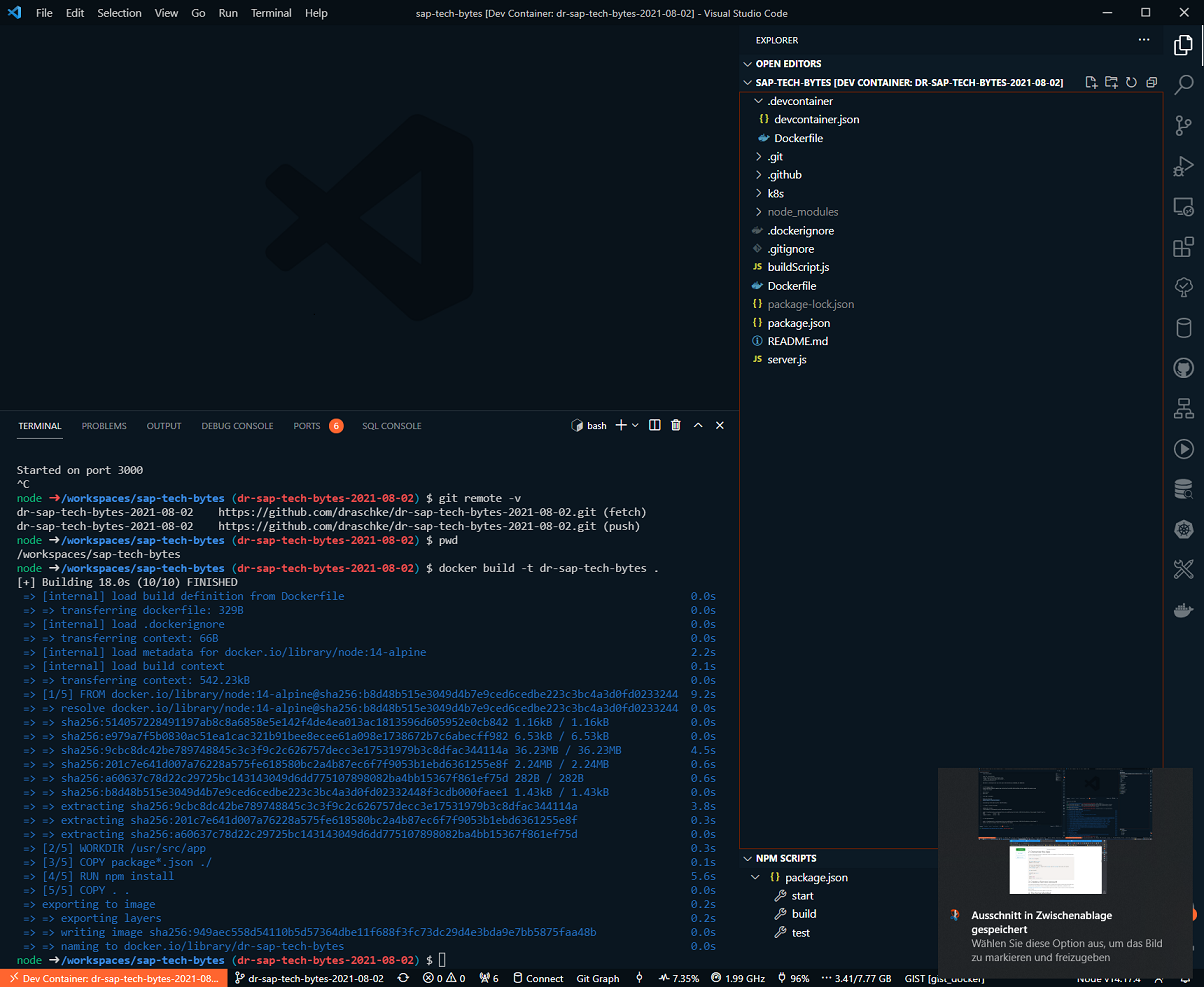 File Edit Selection View Go Run Terminal Help
sap-tech-bytes [Dev Container: dr-sap-tech-bytes-2021-08-02] - Visual Studio Code
EXPLORER
OPEN EDITORS
SAP-TECH-BYTES [DEV CONTAINER: DR-SAP-TECH-BYTES-2021-08-02]
.devcontainer
{} devcontainer.json
Dockerfile
.git
.github
k8s
node_modules
.dockerignore
.gitignore
JS buildScript.js
Dockerfile
{} package-lock.json
{} package.json
README.md
JS server.js
TERMINAL PROBLEMS OUTPUT DEBUG CONSOLE PORTS 6 SQL CONSOLE
bash
Started on port 3000
^C
node ➜/workspaces/sap-tech-bytes (dr-sap-tech-bytes-2021-08-02) $ git remote -v
dr-sap-tech-bytes-2021-08-02 https://github.com/draschke/dr-sap-tech-bytes-2021-08-02.git (fetch)
dr-sap-tech-bytes-2021-08-02 https://github.com/draschke/dr-sap-tech-bytes-2021-08-02.git (push)
node ➜/workspaces/sap-tech-bytes (dr-sap-tech-bytes-2021-08-02) $ pwd
/workspaces/sap-tech-bytes
node ➜/workspaces/sap-tech-bytes (dr-sap-tech-bytes-2021-08-02) $ docker build -t dr-sap-tech-bytes .
[+] Building 18.0s (10/10) FINISHED
=> [internal] load build definition from Dockerfile 0.0s
=> => transferring dockerfile: 329B 0.0s
=> [internal] load .dockerignore 0.0s
=> => transferring context: 66B 0.0s
=> [internal] load metadata for docker.io/library/node:14-alpine 2.2s
=> [internal] load build context 0.1s
=> => transferring context: 542.23kB 0.0s
=> [1/5] FROM docker.io/library/node:14-alpine@sha256:b8d48b515e3049d4b7e9ced6cedbe223c3bc4a3d0fd0233244 9.2s
=> => resolve docker.io/library/node:14-alpine@sha256:b8d48b515e3049d4b7e9ced6cedbe223c3bc4a3d0fd0233244 0.0s
=> => sha256:514057228491197ab8c8a6858e5e142f4de4ea013ac1813596d605952e0cb842 1.16kB / 1.16kB 0.0s
=> => sha256:e979a7f5b0830ac51ea1cac321b91bee8ecee61a098e1738672b7c6abecff982 6.53kB / 6.53kB 0.0s
=> => sha256:9cbc8dc42be789748845c3c3f9c2c626757decc3e17531979b3c8dfac344114a 36.23MB / 36.23MB 4.5s
=> => sha256:201c7e641d007a76228a575fe618580bc2a4b87ec6f7f9053b1ebd6361255e8f 2.24MB / 2.24MB 0.6s
=> => sha256:a60637c78d22c29725bc143143049d6dd775107898082ba4bb15367f861ef75d 282B / 282B 0.6s
=> => sha256:b8d48b515e3049d4b7e9ced6cedbe223c3bc4a3d0fd02332448f3cdb000faee1 1.43kB / 1.43kB 0.0s
=> => extracting sha256:9cbc8dc42be789748845c3c3f9c2c626757decc3e17531979b3c8dfac344114a 3.8s
=> => extracting sha256:201c7e641d007a76228a575fe618580bc2a4b87ec6f7f9053b1ebd6361255e8f 0.3s
=> => extracting sha256:a60637c78d22c29725bc143143049d6dd775107898082ba4bb15367f861ef75d 0.0s
=> [2/5] WORKDIR /usr/src/app 0.3s
=> [3/5] COPY package*.json ./ 0.1s
=> [4/5] RUN npm install 5.6s
=> [5/5] COPY . . 0.0s
=> exporting to image 0.2s
=> => exporting layers 0.2s
=> => writing image sha256:949aec558d54110b5d57364dbe11f688f3fc73dc29d4e3bda9e7bb5875faa48b 0.0s
=> => naming to docker.io/library/dr-sap-tech-bytes 0.0s
node ➜/workspaces/sap-tech-bytes (dr-sap-tech-bytes-2021-08-02) $
NPM SCRIPTS
{} package.json
start
build
test
Ausschnitt in Zwischenablage
gespeichert
Wählen Sie diese Option aus, um das Bild
zu markieren und freizugeben
Dev Container: dr-sap-tech-bytes-2021-08... dr-sap-tech-bytes-2021-08-02 0 0 6 Connect Git Graph 7.35% 1.99 GHz 96% 3.41/7.77 GB GIST [gist_docker] Node v14.17.4